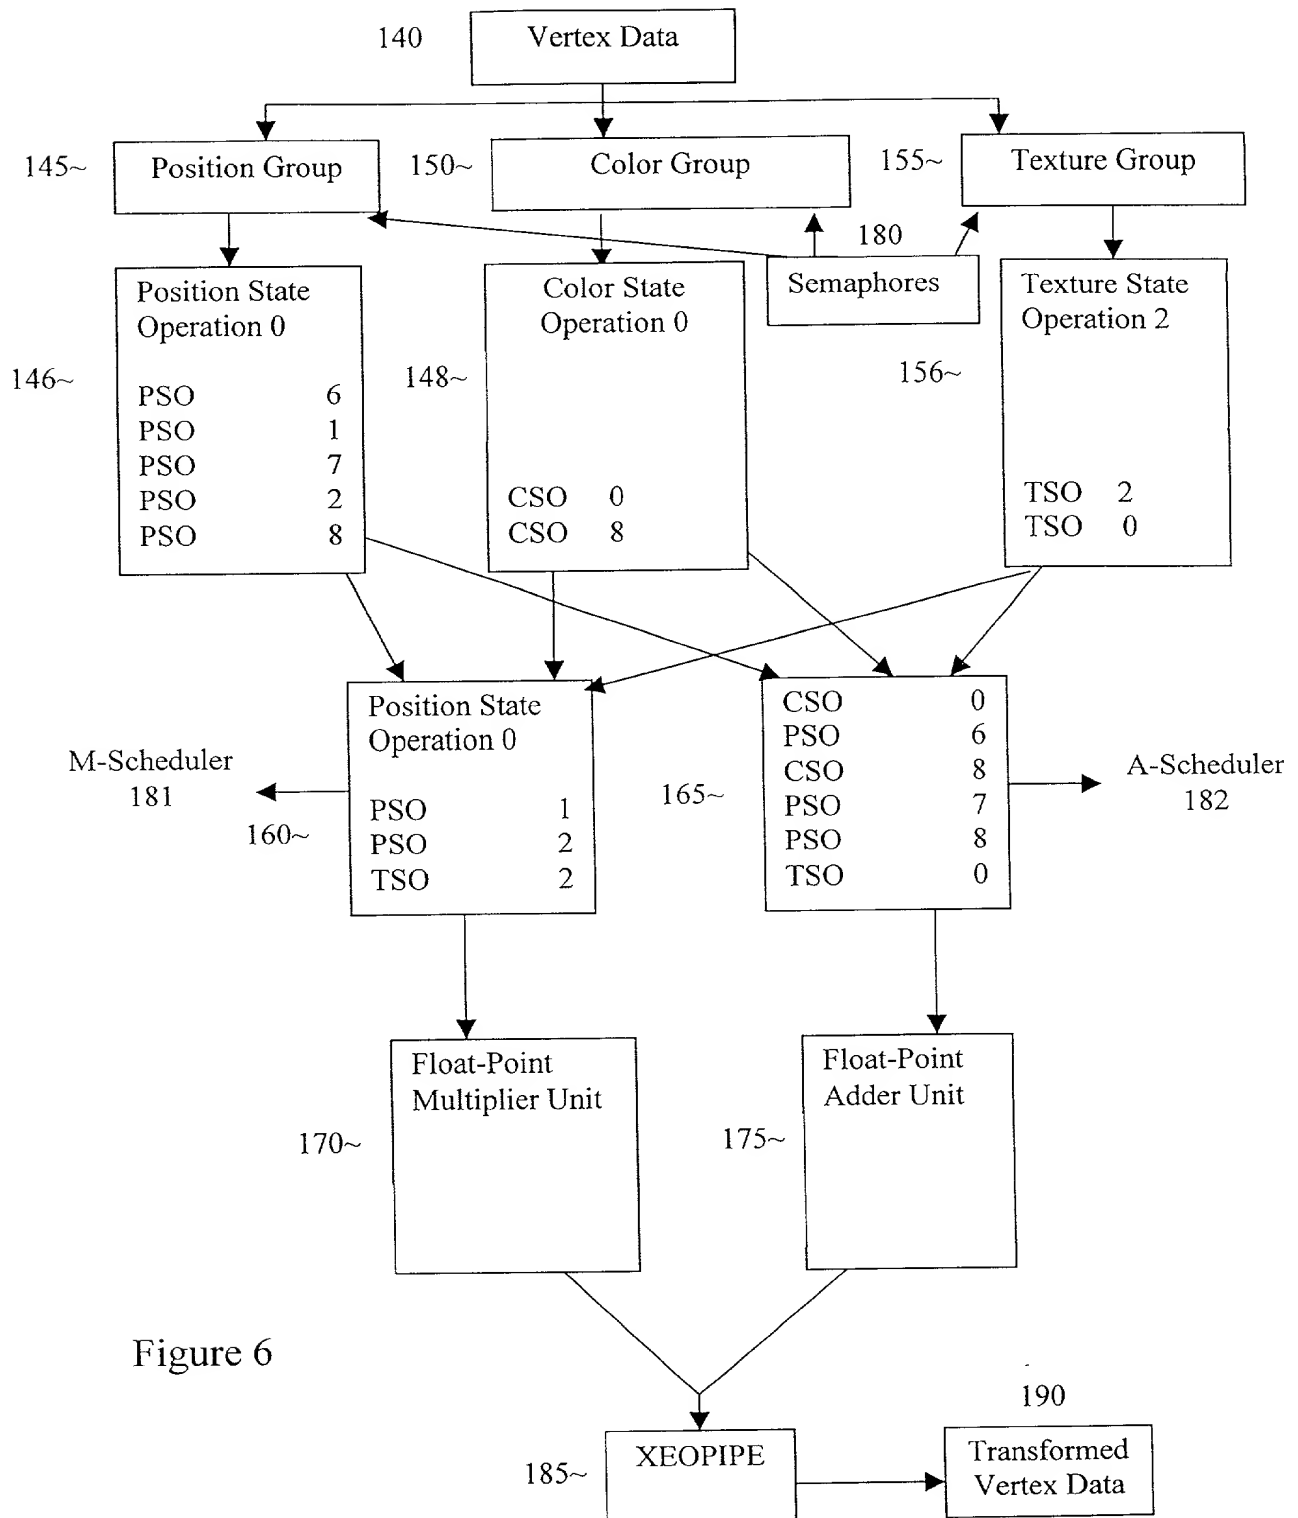 140
Vertex Data
145~
Position Group
150~
Color Group
155~
Texture Group
180
Semaphores
146~
Position State
Operation 0
PSO 6
PSO 1
PSO 7
PSO 2
PSO 8
148~
Color State
Operation 0
CSO 0
CSO 8
156~
Texture State
Operation 2
TSO 2
TSO 0
M-Scheduler
181
160~
Position State
Operation 0
PSO 1
PSO 2
TSO 2
165~
CSO 0
PSO 6
CSO 8
PSO 7
PSO 8
TSO 0
A-Scheduler
182
170~
Float-Point
Multiplier Unit
175~
Float-Point
Adder Unit
Figure 6
185~
XEOPIPE
190
Transformed
Vertex Data